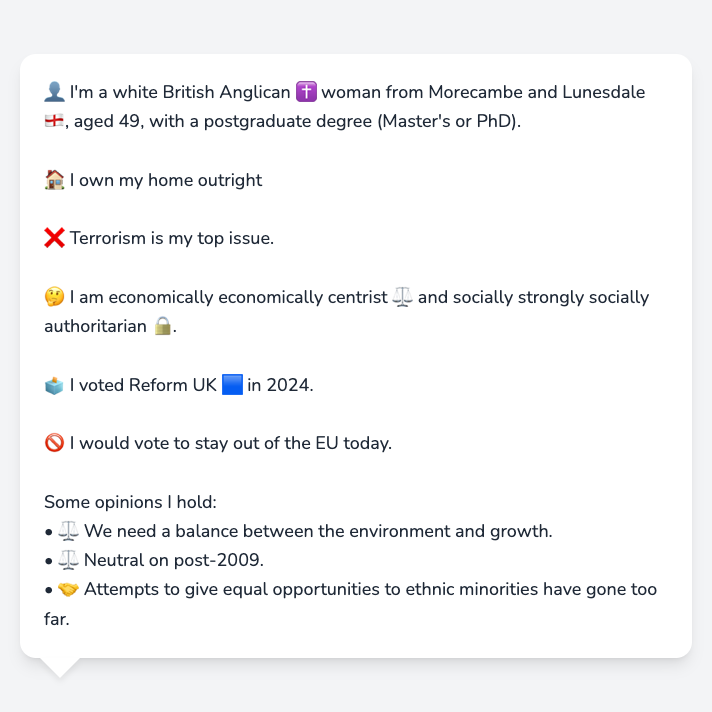 👤 I'm a white British Anglican ✝️ woman from Morecambe and Lunesdale
🏴󠁧󠁢󠁥󠁮󠁧󠁿, aged 49, with a postgraduate degree (Master's or PhD).
🏠 I own my home outright
❌ Terrorism is my top issue.
🤔 I am economically economically centrist ⚖️ and socially strongly socially
authoritarian 🔒.
🗳️ I voted Reform UK 🟦 in 2024.
🚫 I would vote to stay out of the EU today.
Some opinions I hold:
• ⚖️ We need a balance between the environment and growth.
• ⚖️ Neutral on post-2009.
• 🤝 Attempts to give equal opportunities to ethnic minorities have gone too
far.